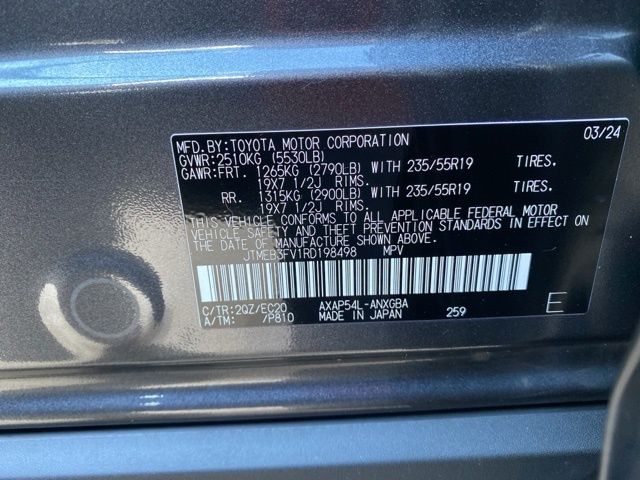 MFD.BY:TOYOTA MOTOR CORPORATION 03/24
GVWR:2510KG (5530LB)
GAWR:FRT. 1265KG (2790LB) WITH 235/55R19 TIRES.
19X7 1/2J RIMS.
RR. 1315KG (2900LB) WITH 235/55R19 TIRES.
19X7 1/2J RIMS.
THIS VEHICLE CONFORMS TO ALL APPLICABLE FEDERAL MOTOR
VEHICLE SAFETY AND THEFT PREVENTION STANDARDS IN EFFECT ON
THE DATE OF MANUFACTURE SHOWN ABOVE.
JTMEB3FV1RD198498 MPV
C/TR:2QZ/EC20 AXAP54L-ANXGBA
A/TM: /P810 MADE IN JAPAN 259 E